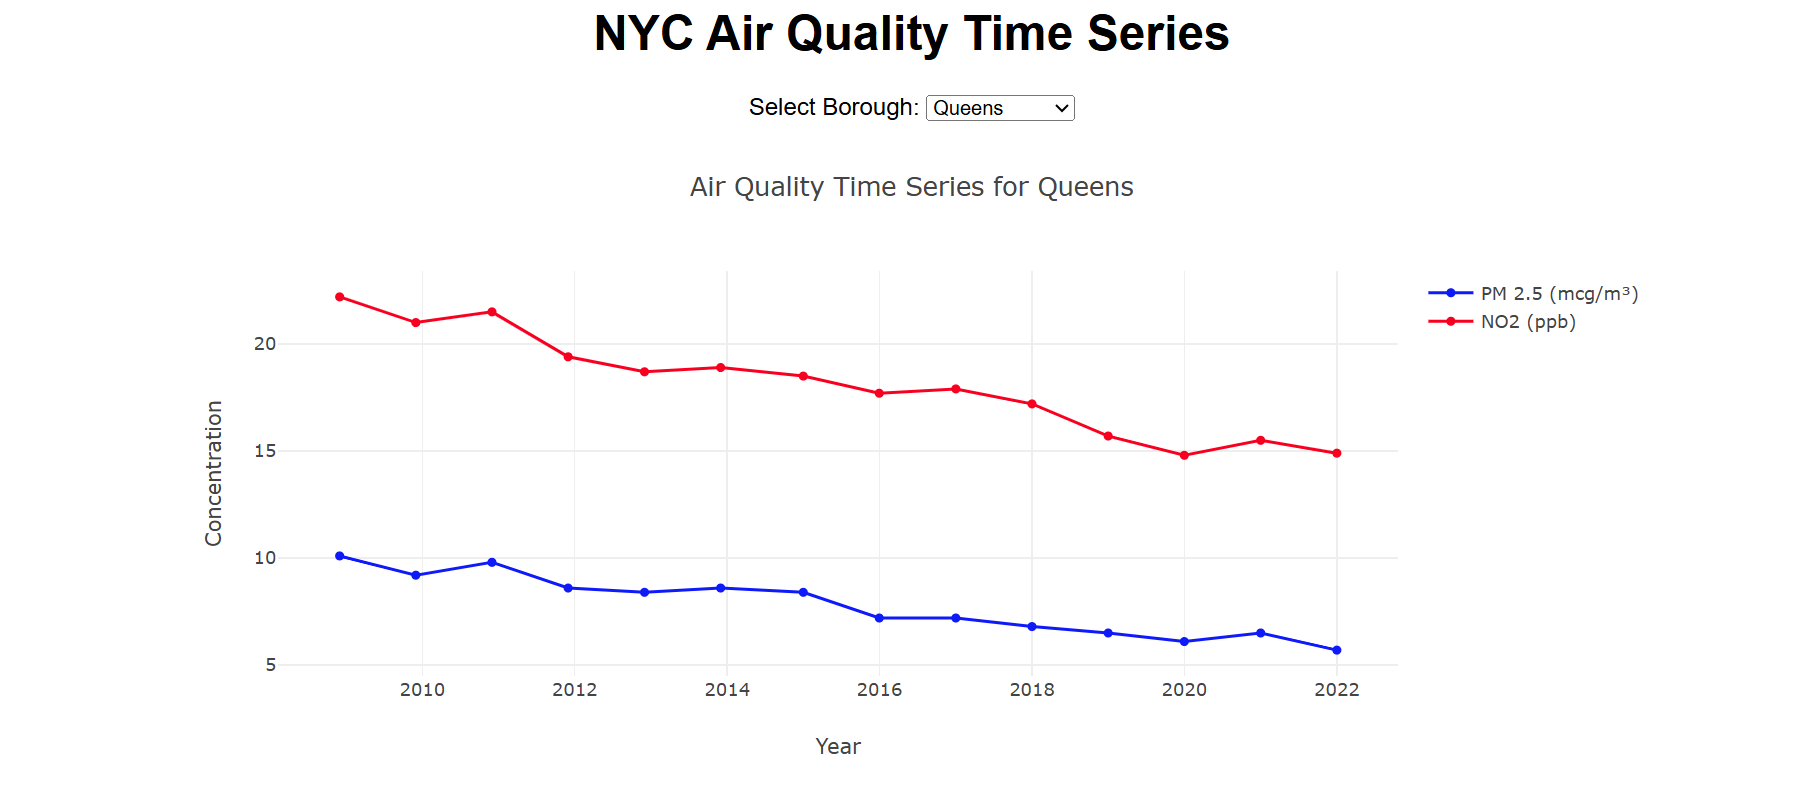 NYC Air Quality Time Series
Select Borough: Queens
Air Quality Time Series for Queens
PM 2.5 (mcg/m³)
NO2 (ppb)
20
15
10
5
Concentration
2010 2012 2014 2016 2018 2020 2022
Year